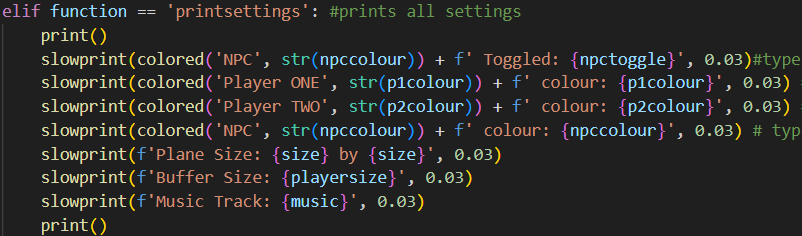 elif function == 'printsettings': #prints all settings
print()
slowprint(colored('NPC', str(npccolour)) + f' Toggled: {npctoggle}', 0.03)#type
slowprint(colored('Player ONE', str(p1colour)) + f' colour: {p1colour}', 0.03)
slowprint(colored('Player TWO', str(p2colour)) + f' colour: {p2colour}', 0.03)
slowprint(colored('NPC', str(npccolour)) + f' colour: {npccolour}', 0.03) # typ
slowprint(f'Plane Size: {size} by {size}', 0.03)
slowprint(f'Buffer Size: {playersize}', 0.03)
slowprint(f'Music Track: {music}', 0.03)
print()